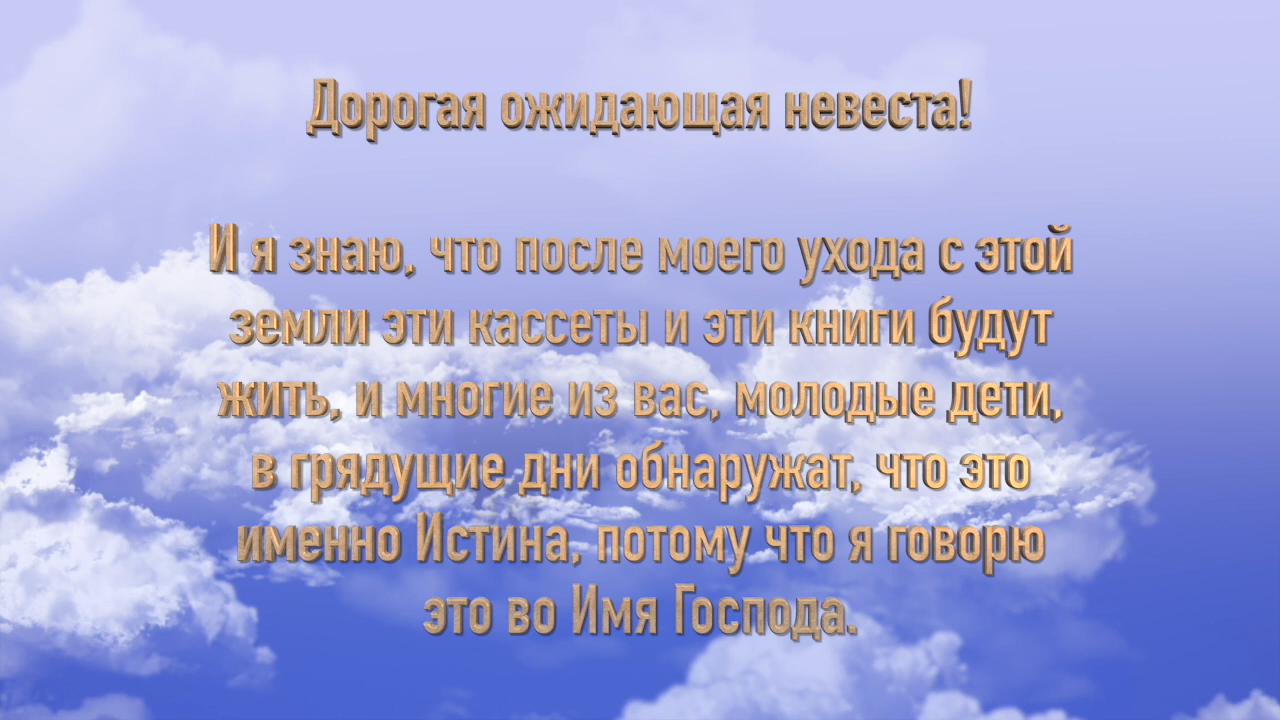 Дорогая ожидающая невеста!
И я знаю, что после моего ухода с этой
земли эти кассеты и эти книги будут
жить, и многие из вас, молодые дети,
в грядущие дни обнаружат, что это
именно Истина, потому что я говорю
это во Имя Господа.